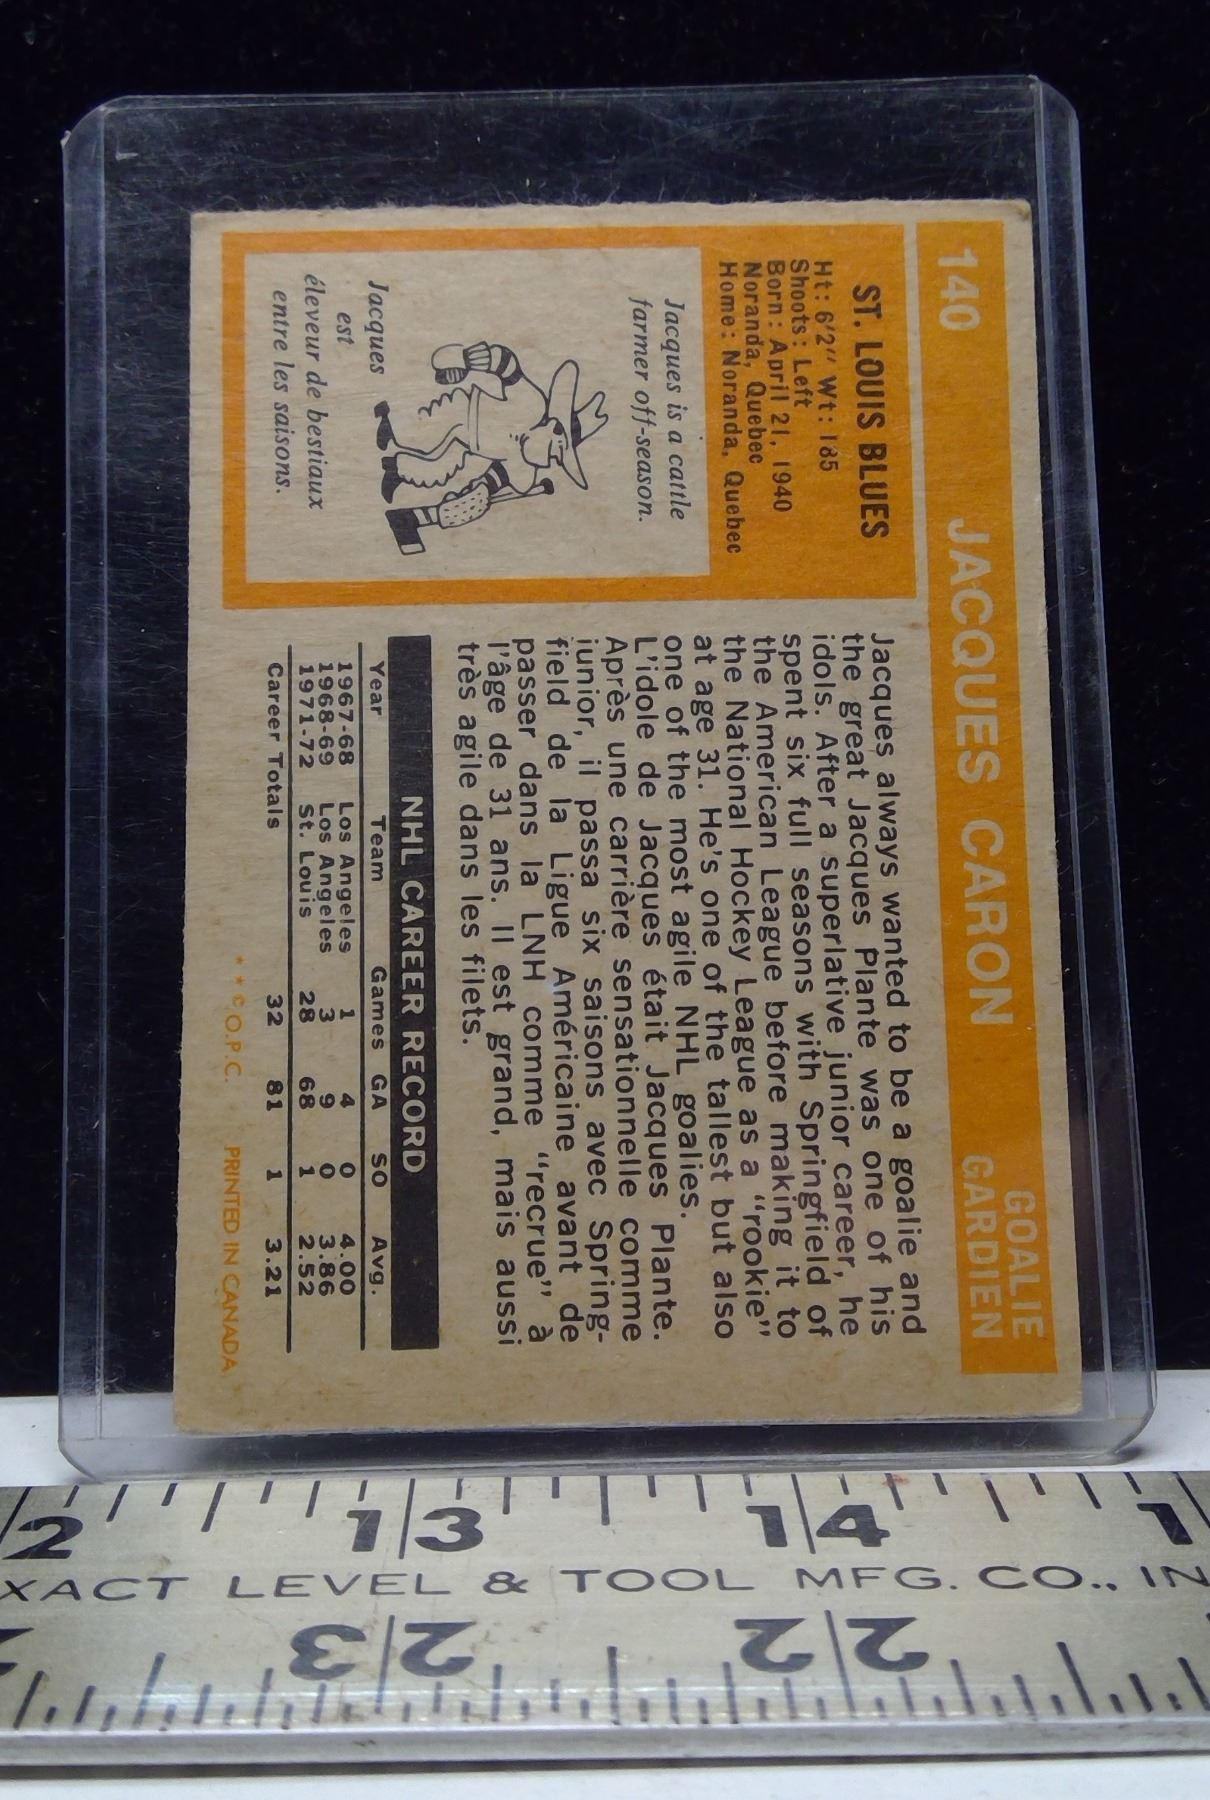 140 JACQUES CARON GOALIE
GARDIEN
ST. LOUIS BLUES
Ht: 6'2" Wt: 185
Shoots: Left
Born: April 21, 1940
Noranda, Quebec
Home: Noranda, Quebec
Jacques is a cattle
farmer off-season.
Jacques
est
éleveur de bestiaux
entre les saisons.
Jacques always wanted to be a goalie and
the great Jacques Plante was one of his
idols. After a superlative junior career, he
spent six full seasons with Springfield of
the American League before making it to
the National Hockey League as a "rookie"
at age 31. He's one of the tallest but also
one of the most agile NHL goalies.
L'idole de Jacques était Jacques Plante.
Après une carrière sensationnelle comme
junior, il passa six saisons avec Spring-
field de la Ligue Américaine avant de
passer dans la LNH comme "recrue" à
l'âge de 31 ans. Il est grand, mais aussi
très agile dans les filets.
NHL CAREER RECORD
Year Team Games GA SO Avg.
1967-68 Los Angeles 1 4 0 4.00
1968-69 Los Angeles 3 9 0 3.86
1971-72 St. Louis 28 68 1 2.52
Career Totals 32 81 1 3.21
* * © O.P.C. PRINTED IN CANADA
2 13 14 1
XACT LEVEL & TOOL MFG. CO., IN
23 22